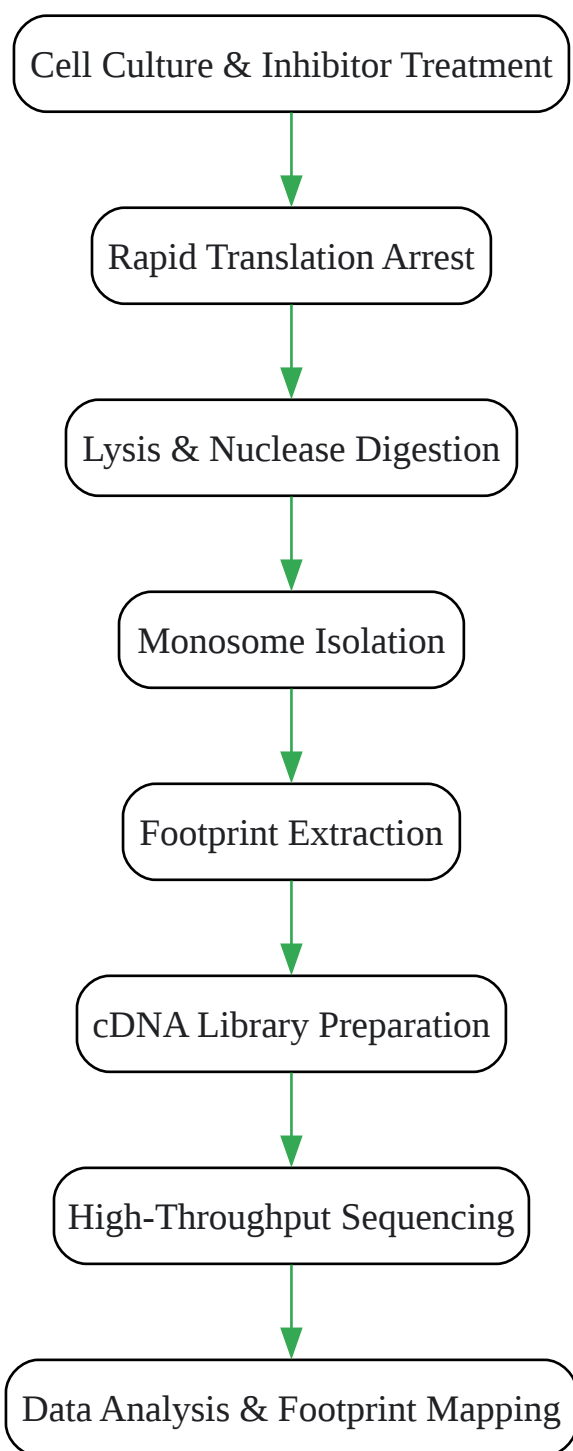 Cell Culture & Inhibitor Treatment
Rapid Translation Arrest
Lysis & Nuclease Digestion
Monosome Isolation
Footprint Extraction
cDNA Library Preparation
High-Throughput Sequencing
Data Analysis & Footprint Mapping